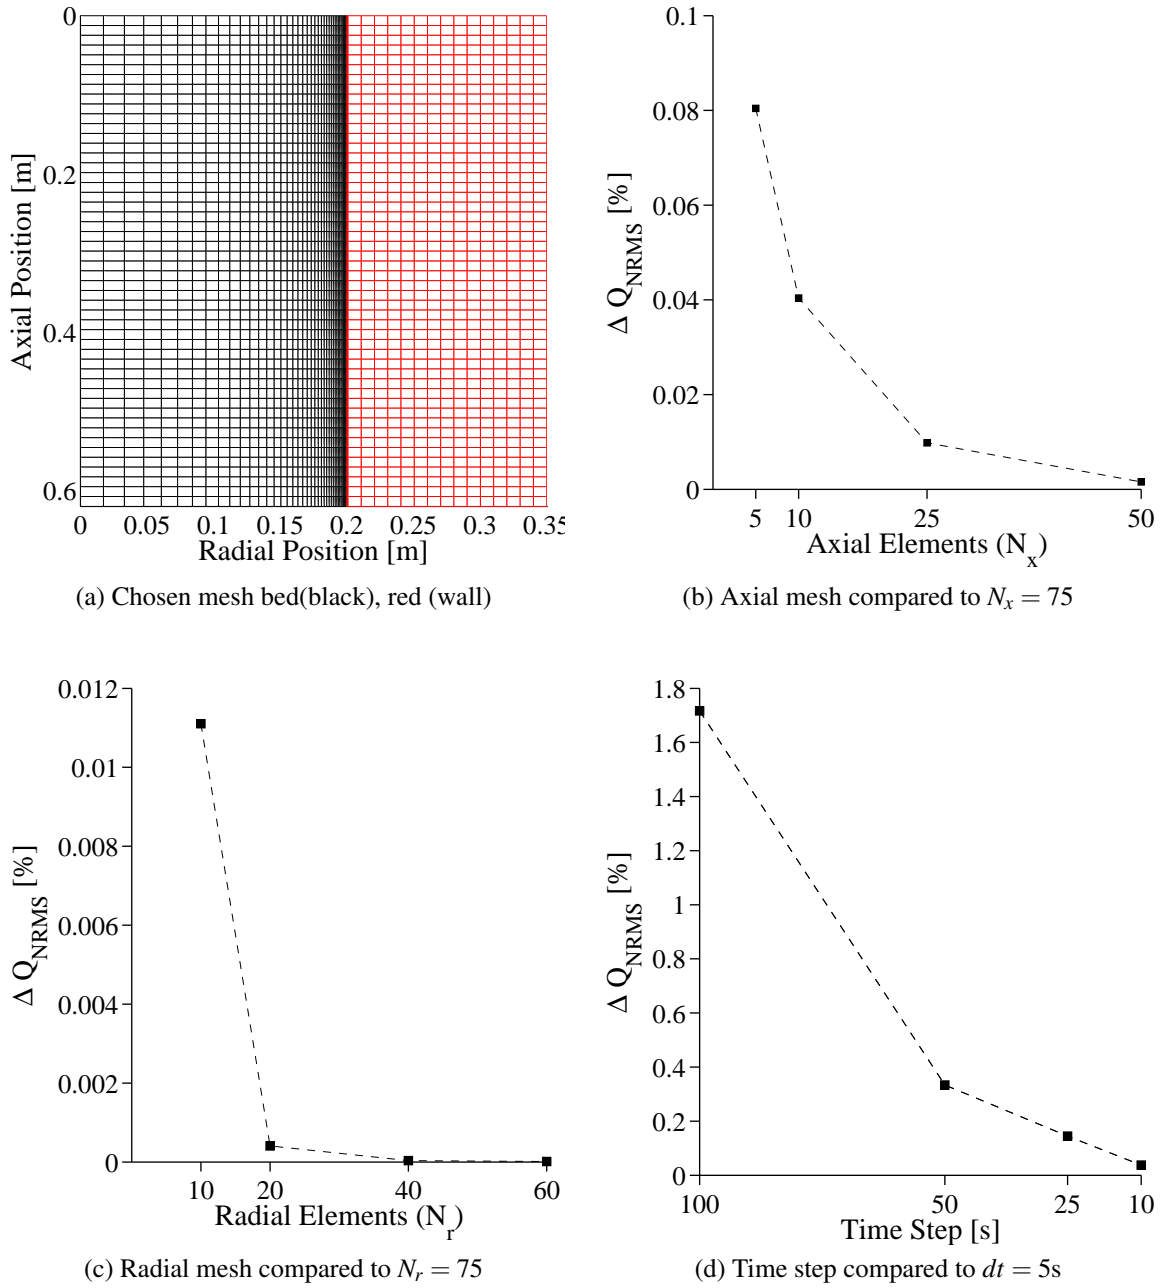 0
0.2
0.4
0.6
Axial Position [m]
0 0.05 0.1 0.15 0.2 0.25 0.3 0.35
Radial Position [m]
(a) Chosen mesh bed(black), red (wall)
0.1
0.08
0.06
0.04
0.02
0
Δ Q_NRMS [%]
5 10 25 50
Axial Elements (N_x)
(b) Axial mesh compared to N_x = 75
0.012
0.01
0.008
0.006
0.004
0.002
0
Δ Q_NRMS [%]
10 20 40 60
Radial Elements (N_r)
(c) Radial mesh compared to N_r = 75
1.8
1.6
1.4
1.2
1
0.8
0.6
0.4
0.2
0
Δ Q_NRMS [%]
100 50 25 10
Time Step [s]
(d) Time step compared to dt = 5s